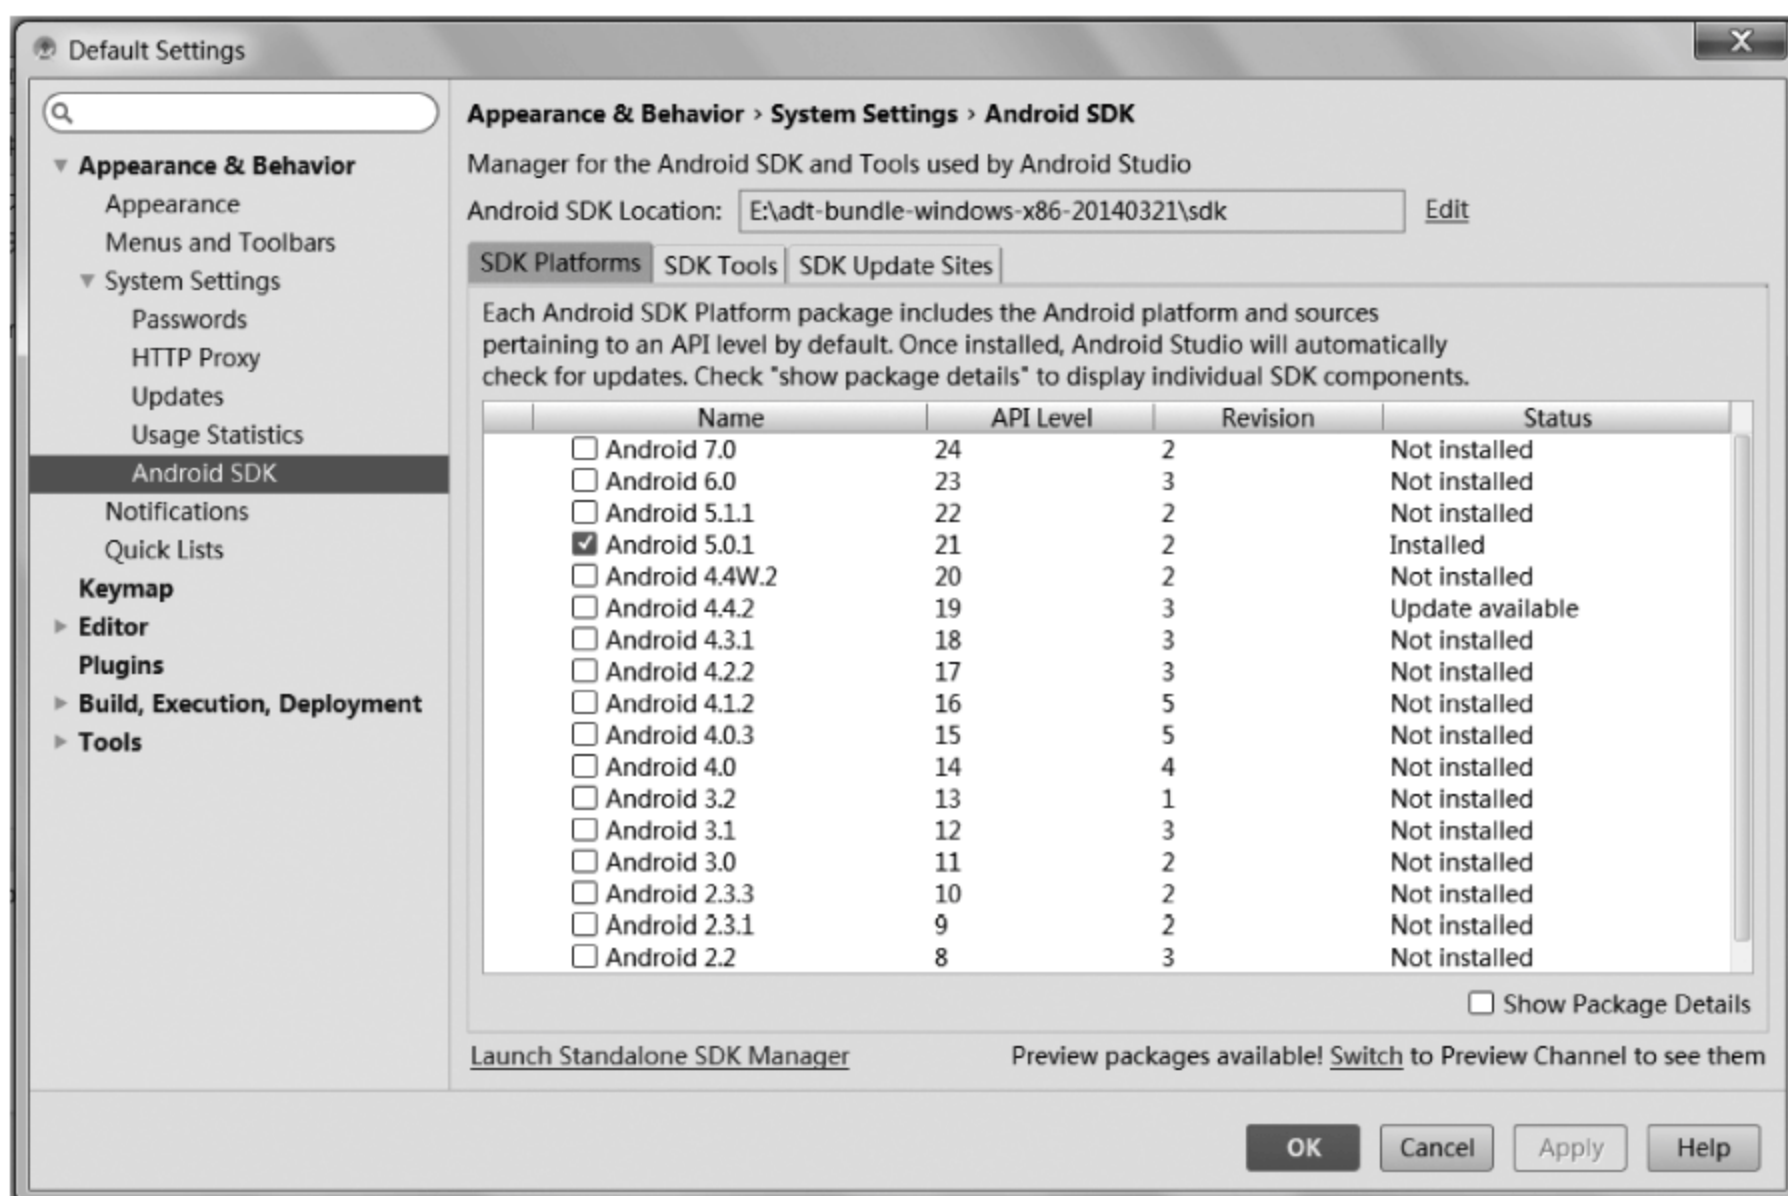 Default Settings
Appearance & Behavior
Appearance
Menus and Toolbars
System Settings
Passwords
HTTP Proxy
Updates
Usage Statistics
Android SDK
Notifications
Quick Lists
Keymap
Editor
Plugins
Build, Execution, Deployment
Tools
Appearance & Behavior › System Settings › Android SDK
Manager for the Android SDK and Tools used by Android Studio
Android SDK Location: E:\adt-bundle-windows-x86-20140321\sdk Edit
SDK Platforms SDK Tools SDK Update Sites
Each Android SDK Platform package includes the Android platform and sources
pertaining to an API level by default. Once installed, Android Studio will automatically
check for updates. Check "show package details" to display individual SDK components.
Name API Level Revision Status
Android 7.0 24 2 Not installed
Android 6.0 23 3 Not installed
Android 5.1.1 22 2 Not installed
Android 5.0.1 21 2 Installed
Android 4.4W.2 20 2 Not installed
Android 4.4.2 19 3 Update available
Android 4.3.1 18 3 Not installed
Android 4.2.2 17 3 Not installed
Android 4.1.2 16 5 Not installed
Android 4.0.3 15 5 Not installed
Android 4.0 14 4 Not installed
Android 3.2 13 1 Not installed
Android 3.1 12 3 Not installed
Android 3.0 11 2 Not installed
Android 2.3.3 10 2 Not installed
Android 2.3.1 9 2 Not installed
Android 2.2 8 3 Not installed
Show Package Details
Launch Standalone SDK Manager Preview packages available! Switch to Preview Channel to see them
OK Cancel Apply Help